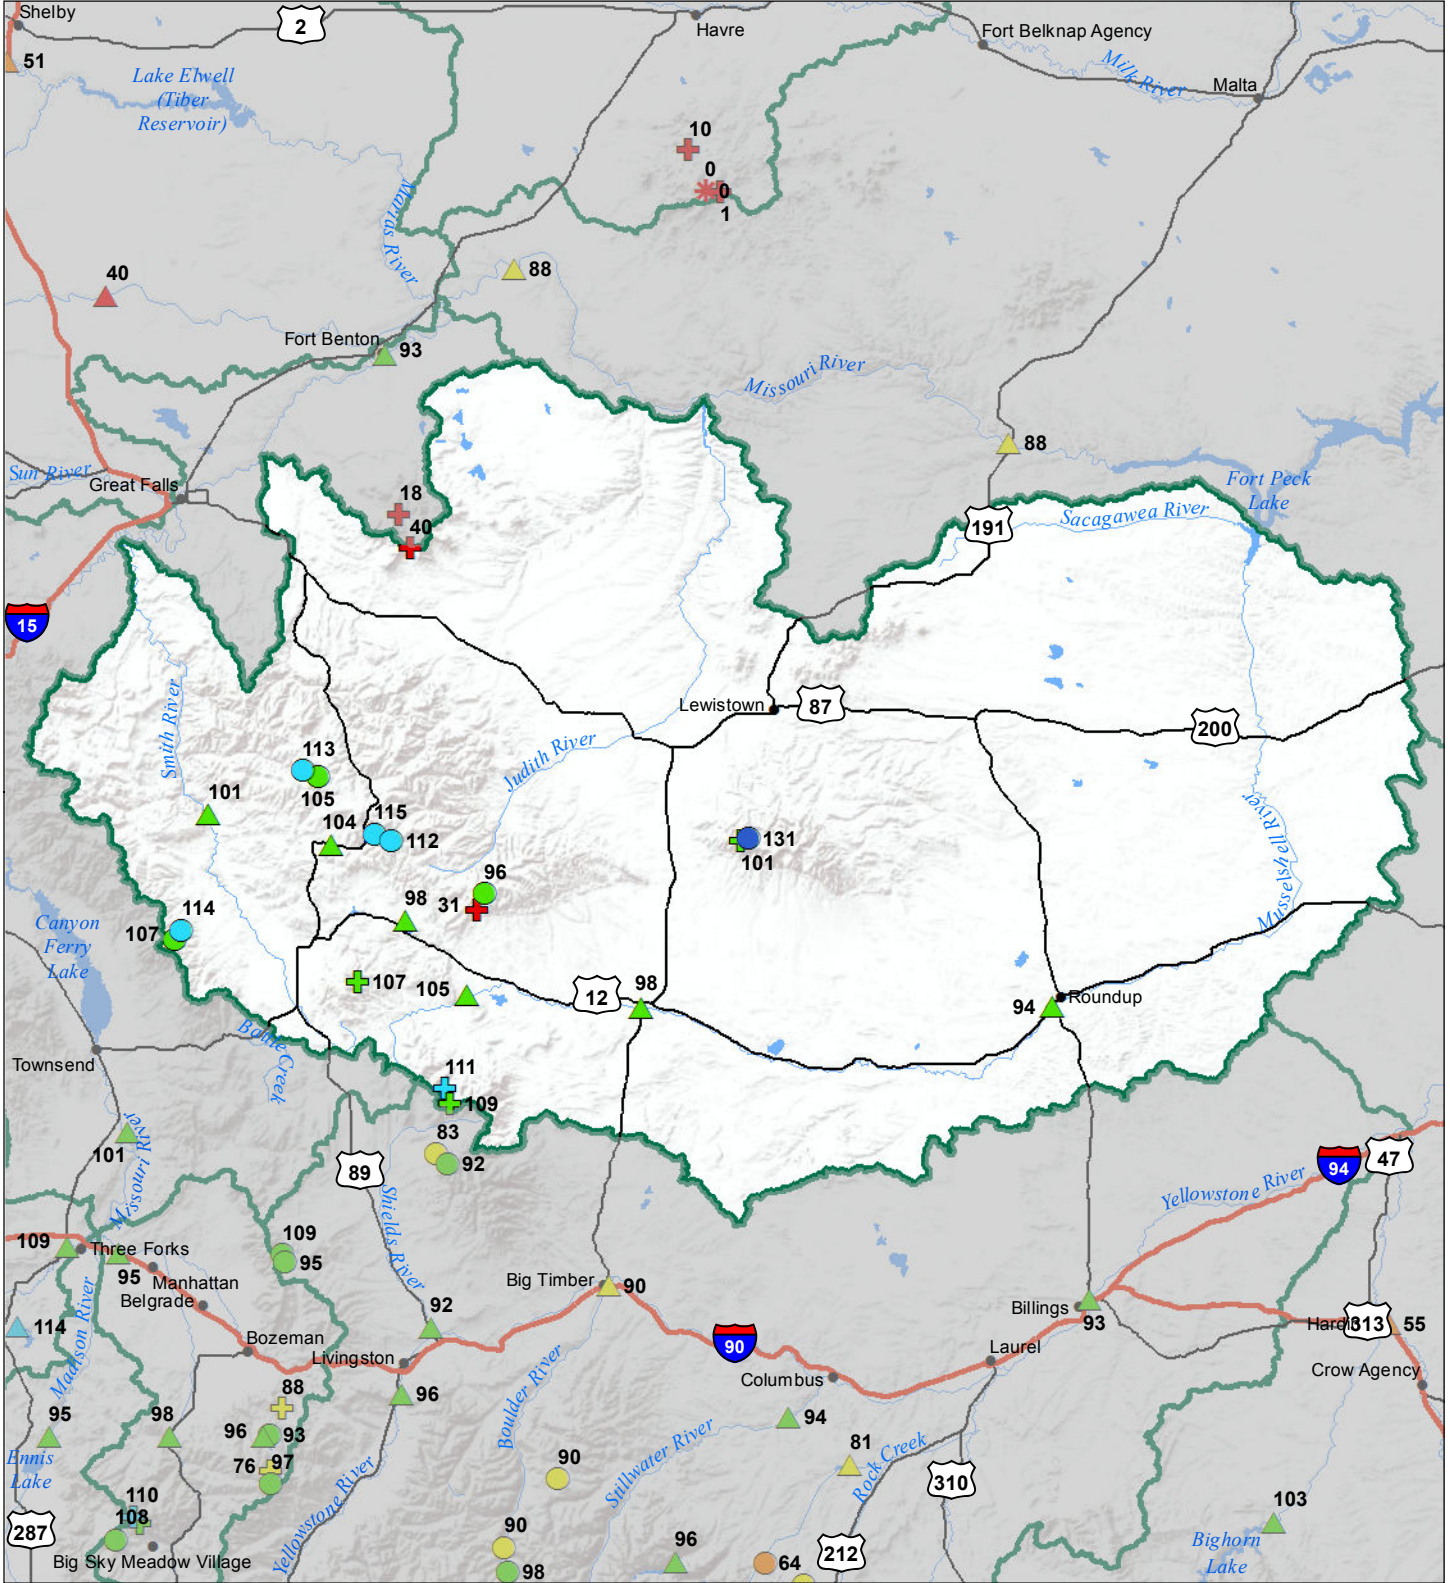 Shelby
2
Havre
Fort Belknap Agency
51
Lake Elwell
(Tiber
Reservoir)
Milk River
Malta
10
0
0
1
Marias River
40
88
Fort Benton
93
Missouri River
88
Sun River
Great Falls
18
40
Fort Peck
Lake
191
Sacagawea River
15
Smith River
Lewistown
87
200
Judith River
113
105
101
104
115
112
131
101
Musselshell River
96
31
98
114
107
Canyon
Ferry
Lake
107
105
12
98
94
Roundup
Battle Creek
Townsend
111
109
83
92
101
Missouri River
89
94
47
Yellowstone River
Shields River
109
Three Forks
95
Manhattan
Belgrade
109
95
Big Timber
90
Billings
93
Hardin
313
55
114
Madison River
92
Bozeman
Livingston
90
Laurel
Columbus
Crow Agency
88
96
Boulder River
95
98
96
93
94
Stillwater River
81
Rock Creek
Ennis
Lake
76
97
90
310
110
108
Yellowstone River
103
287
90
96
212
Bighorn
Lake
Big Sky Meadow Village
98
64